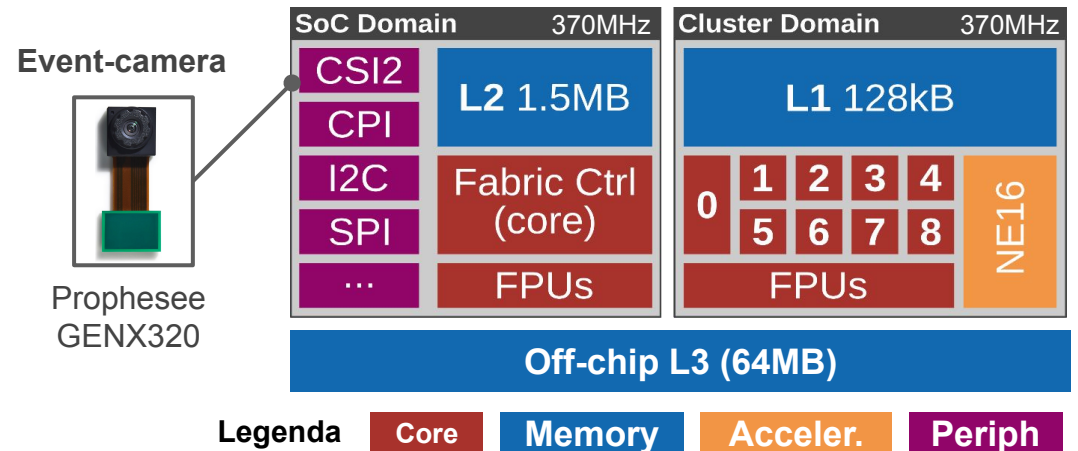 Event-camera
Prophesee
GENX320
SoC Domain 370MHz
CSI2
CPI
I2C
SPI
...
L2 1.5MB
Fabric Ctrl
(core)
FPUs
Cluster Domain 370MHz
L1 128kB
0
1 2 3 4
5 6 7 8
FPUs
NE16
Off-chip L3 (64MB)
Legenda Core Memory Acceler. Periph